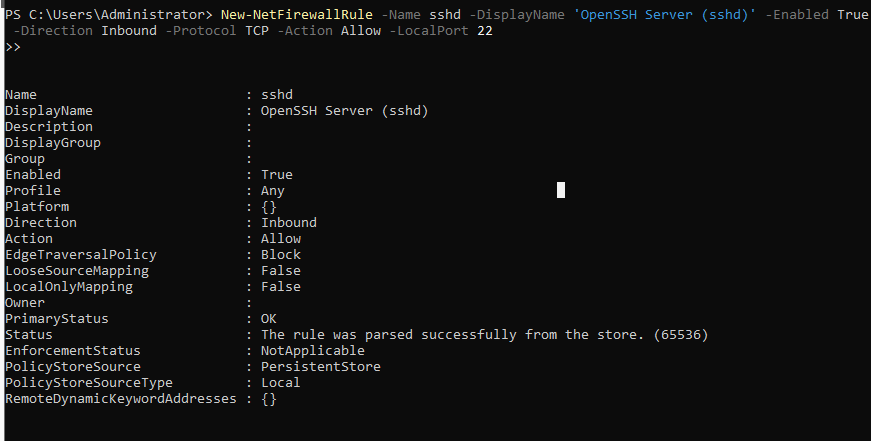 PS C:\Users\Administrator> New-NetFirewallRule -Name sshd -DisplayName 'OpenSSH Server (sshd)' -Enabled True
-Direction Inbound -Protocol TCP -Action Allow -LocalPort 22
>>
Name : sshd
DisplayName : OpenSSH Server (sshd)
Description :
DisplayGroup :
Group :
Enabled : True
Profile : Any
Platform : {}
Direction : Inbound
Action : Allow
EdgeTraversalPolicy : Block
LooseSourceMapping : False
LocalOnlyMapping : False
Owner :
PrimaryStatus : OK
Status : The rule was parsed successfully from the store. (65536)
EnforcementStatus : NotApplicable
PolicyStoreSource : PersistentStore
PolicyStoreSourceType : Local
RemoteDynamicKeywordAddresses : {}